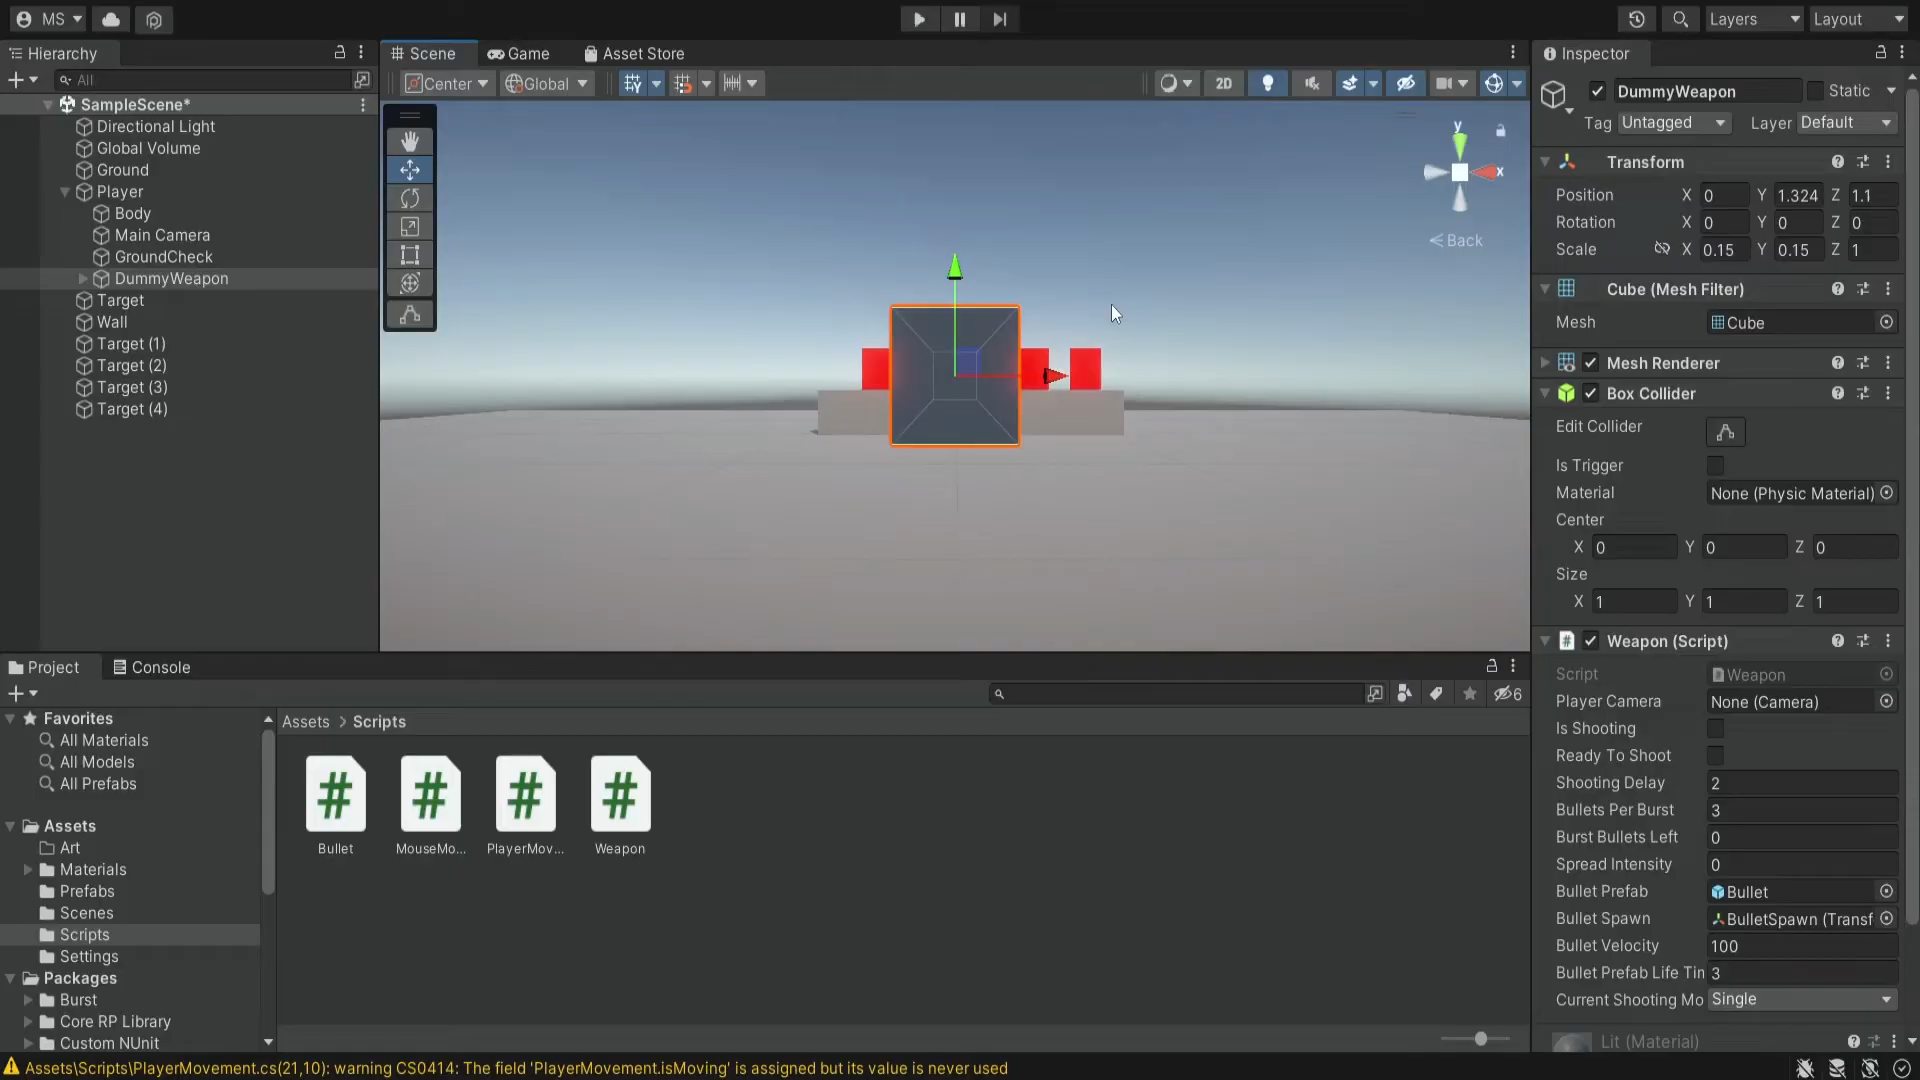 MS
Layers
Layout
Hierarchy
All
SampleScene*
Directional Light
Global Volume
Ground
Player
Body
Main Camera
GroundCheck
DummyWeapon
Target
Wall
Target (1)
Target (2)
Target (3)
Target (4)
Scene
Game
Asset Store
Center
Global
2D
y
x
Back
Inspector
DummyWeapon
Static
Tag Untagged Layer Default
Transform
Position X 0 Y 1.324 Z 1.1
Rotation X 0 Y 0 Z 0
Scale X 0.15 Y 0.15 Z 1
Cube (Mesh Filter)
Mesh Cube
Mesh Renderer
Box Collider
Edit Collider
Is Trigger
Material None (Physic Material)
Center
X 0 Y 0 Z 0
Size
X 1 Y 1 Z 1
Weapon (Script)
Script Weapon
Player Camera None (Camera)
Is Shooting
Ready To Shoot
Shooting Delay 2
Bullets Per Burst 3
Burst Bullets Left 0
Spread Intensity 0
Bullet Prefab Bullet
Bullet Spawn BulletSpawn (Transf
Bullet Velocity 100
Bullet Prefab Life Tin 3
Current Shooting Mo Single
Lit (Material)
Project
Console
6
Favorites
All Materials
All Models
All Prefabs
Assets
Art
Materials
Prefabs
Scenes
Scripts
Settings
Packages
Burst
Core RP Library
Custom NUnit
Assets > Scripts
Bullet
MouseMo...
PlayerMov...
Weapon
Assets\Scripts\PlayerMovement.cs(21,10): warning CS0414: The field 'PlayerMovement.isMoving' is assigned but its value is never used